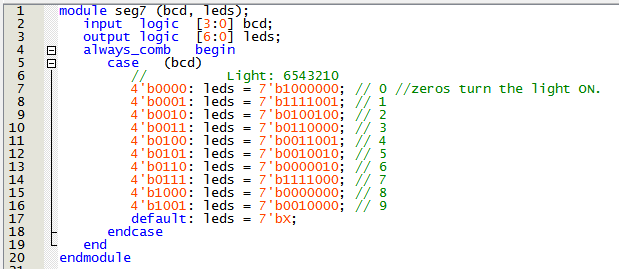 1 module seg7 (bcd, leds);
2 input logic [3:0] bcd;
3 output logic [6:0] leds;
4 always_comb begin
5 case (bcd)
6 // Light: 6543210
7 4'b0000: leds = 7'b1000000; // 0 //zeros turn the light ON.
8 4'b0001: leds = 7'b1111001; // 1
9 4'b0010: leds = 7'b0100100; // 2
10 4'b0011: leds = 7'b0110000; // 3
11 4'b0100: leds = 7'b0011001; // 4
12 4'b0101: leds = 7'b0010010; // 5
13 4'b0110: leds = 7'b0000010; // 6
14 4'b0111: leds = 7'b1111000; // 7
15 4'b1000: leds = 7'b0000000; // 8
16 4'b1001: leds = 7'b0010000; // 9
17 default: leds = 7'bX;
18 endcase
19 end
20 endmodule